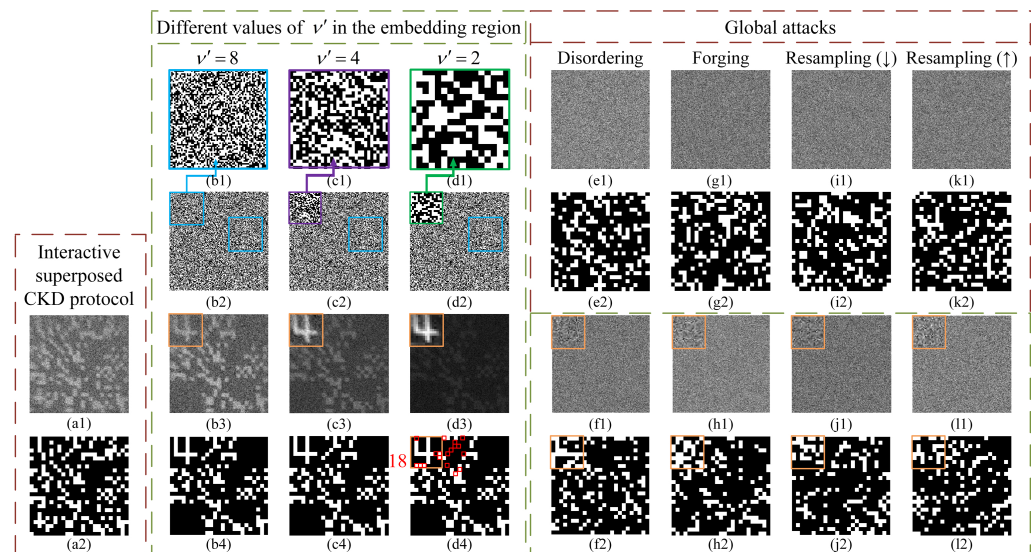 Different values of ν′ in the embedding region
Global attacks
ν′ = 8
ν′ = 4
ν′ = 2
Disordering
Forging
Resampling (↓)
Resampling (↑)
(b1)
(c1)
(d1)
(e1)
(g1)
(i1)
(k1)
Interactive
superposed
CKD protocol
(b2)
(c2)
(d2)
(e2)
(g2)
(i2)
(k2)
(a1)
(b3)
(c3)
(d3)
(f1)
(h1)
(j1)
(l1)
18
(a2)
(b4)
(c4)
(d4)
(f2)
(h2)
(j2)
(l2)